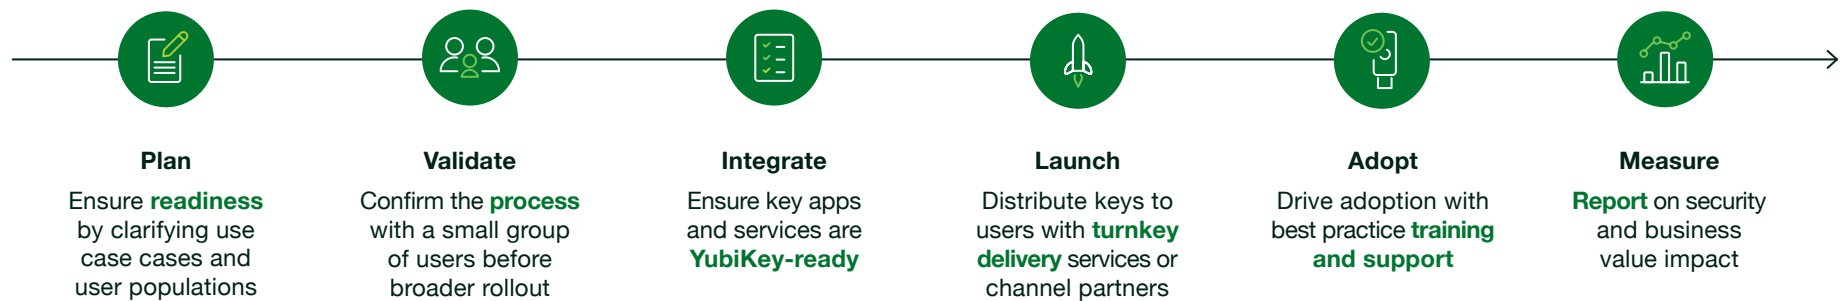 Plan
Ensure readiness
by clarifying use
case cases and
user populations
Validate
Confirm the process
with a small group
of users before
broader rollout
Integrate
Ensure key apps
and services are
YubiKey-ready
Launch
Distribute keys to
users with turnkey
delivery services or
channel partners
Adopt
Drive adoption with
best practice training
and support
Measure
Report on security
and business
value impact